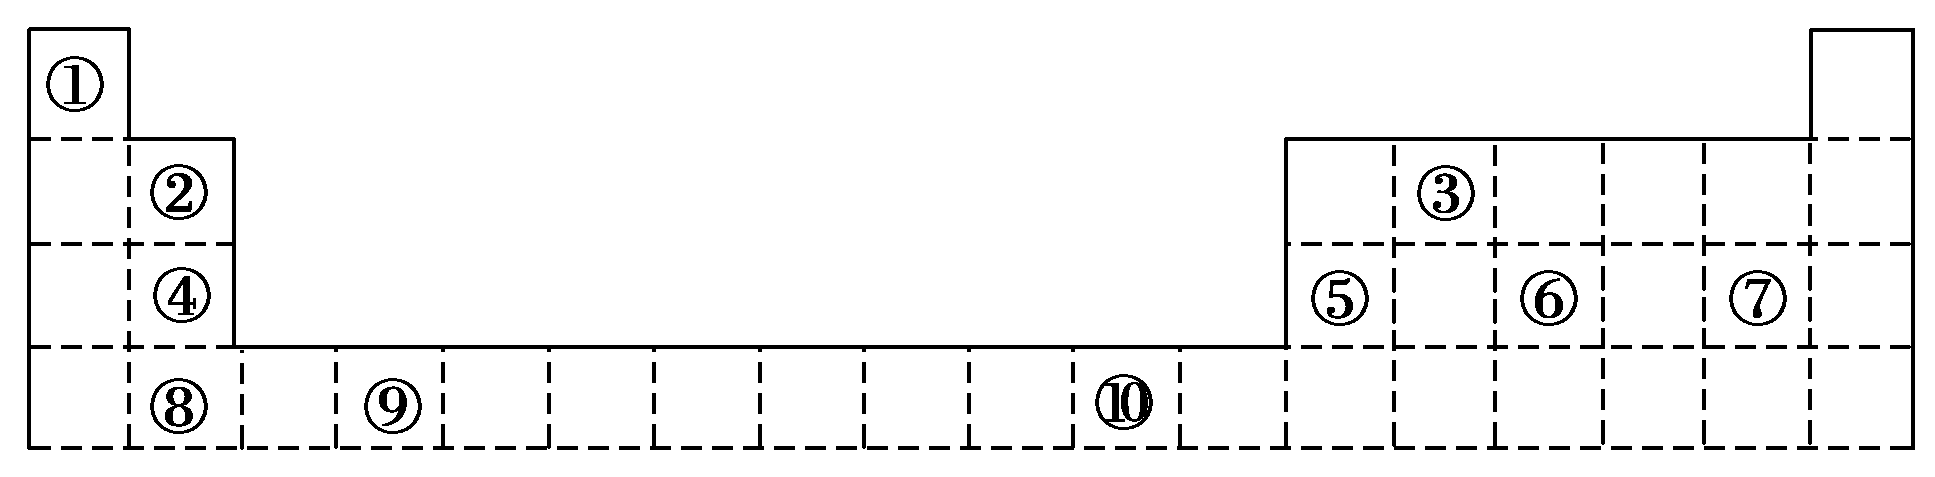 ①
② ③
④ ⑤ ⑥ ⑦
⑧ ⑨ ⑩